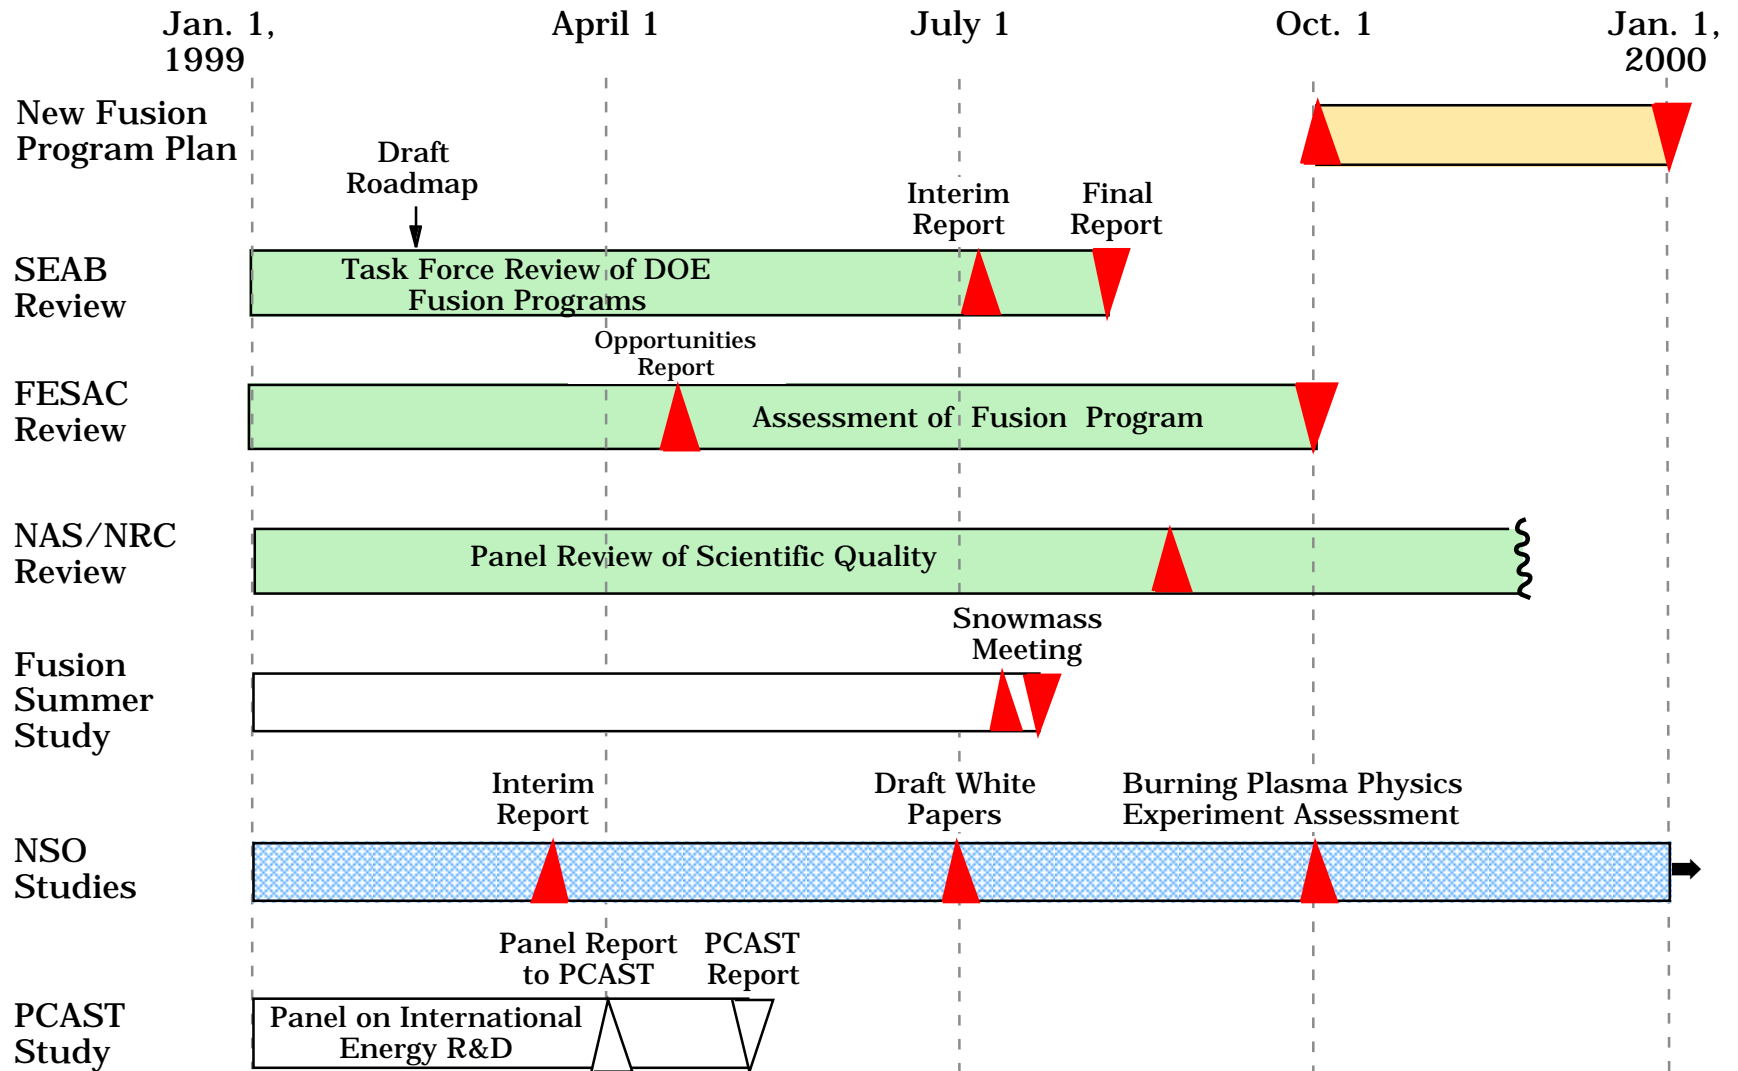 Jan. 1,
1999
April 1
July 1
Oct. 1
Jan. 1,
2000
New Fusion
Program Plan
Draft
Roadmap
Interim
Report
Final
Report
SEAB
Review
Task Force Review of DOE
Fusion Programs
Opportunities
Report
FESAC
Review
Assessment of Fusion Program
NAS/NRC
Review
Panel Review of Scientific Quality
Snowmass
Meeting
Fusion
Summer
Study
Interim
Report
Draft White
Papers
Burning Plasma Physics
Experiment Assessment
NSO
Studies
Panel Report
to PCAST
PCAST
Report
PCAST
Study
Panel on International
Energy R&D